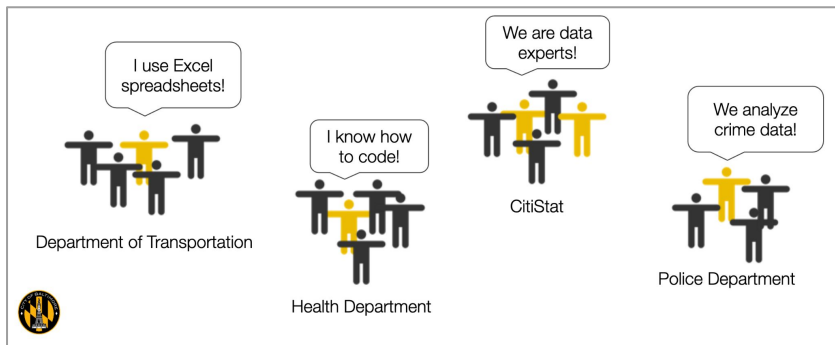 I use Excel
spreadsheets!
Department of Transportation
I know how
to code!
Health Department
We are data
experts!
CitiStat
We analyze
crime data!
Police Department